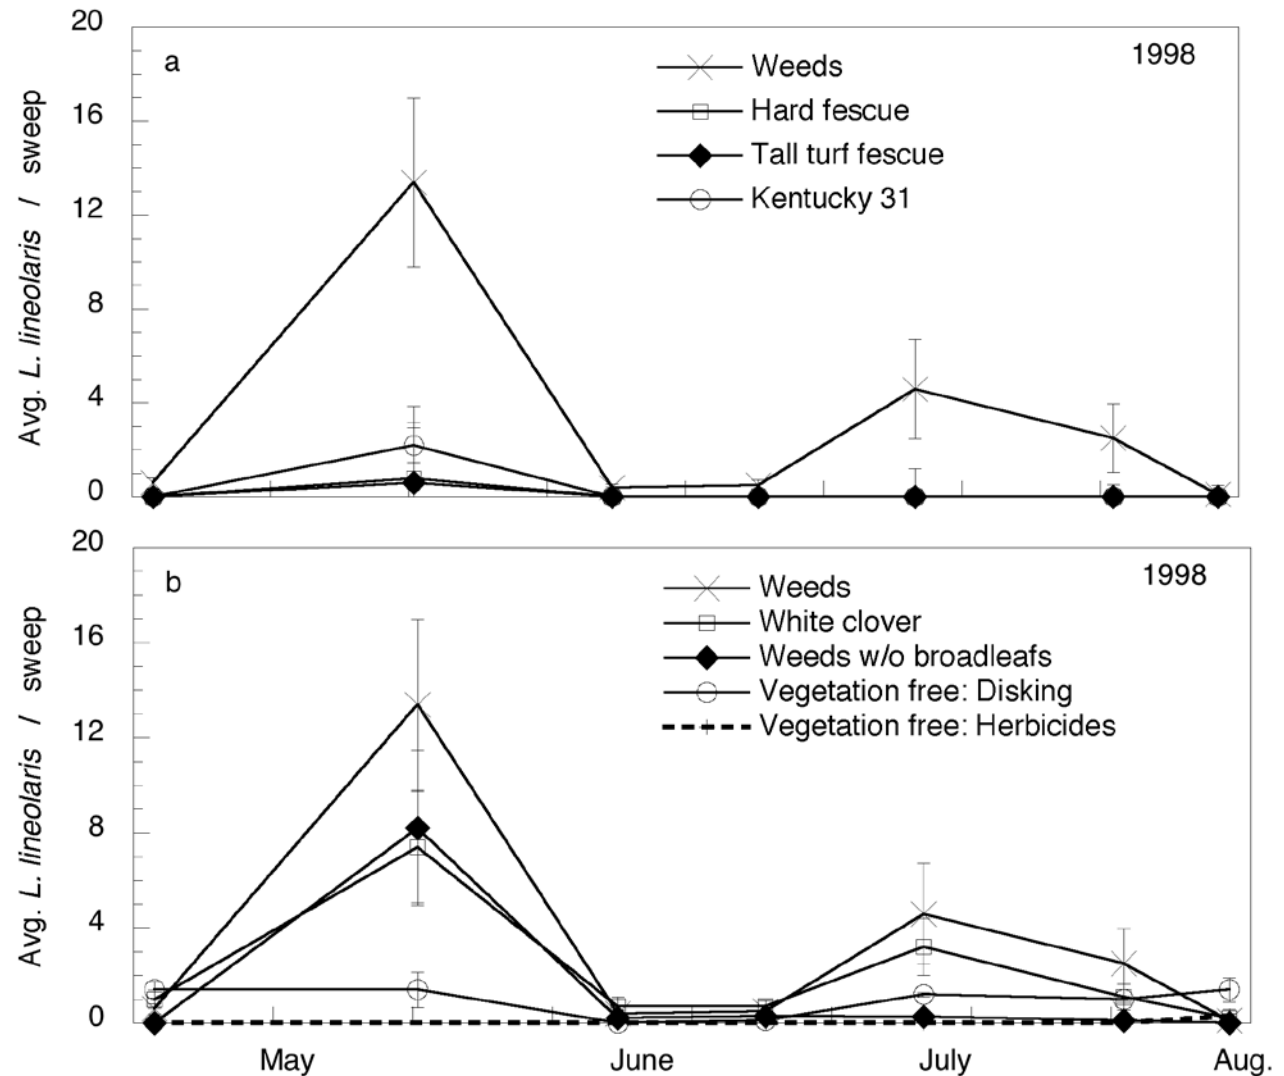 20
a
1998
Weeds
16
Hard fescue
Tall turf fescue
12
Kentucky 31
8
4
0
Avg. L. lineolaris / sweep
20
b
1998
Weeds
White clover
16
Weeds w/o broadleafs
Vegetation free: Disking
12
Vegetation free: Herbicides
8
4
0
Avg. L. lineolaris / sweep
May June July Aug.